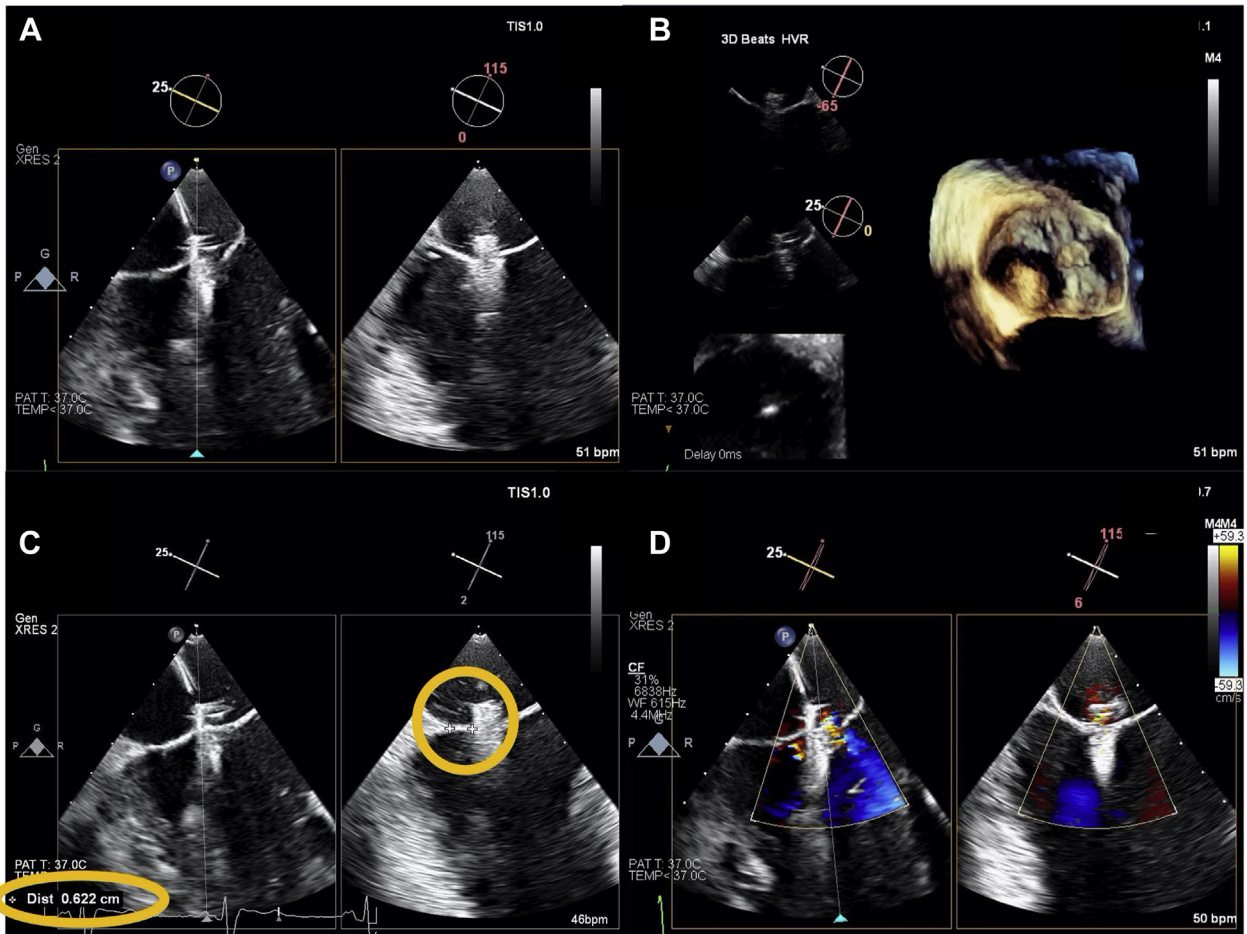 A
TIS1.0
25
115
0
Gen
XRES 2
P
G
P R
PAT T: 37.0C
TEMP< 37.0C
51 bpm
B
3D Beats HVR
.1
M4
-65
25
0
PAT T: 37.0C
TEMP< 37.0C
Delay 0ms
51 bpm
C
TIS1.0
25
115
2
Gen
XRES 2
P
G
P R
PAT T: 37.0C
Dist 0.622 cm
46bpm
D
.7
M4M4
+59.3
-59.3
cm/s
25
115
6
Gen
XRES 2
P
CF
31%
6838Hz
WF 615Hz
4.4MHz
G
P R
PAT T: 37.0C
TEMP< 37.0C
50 bpm